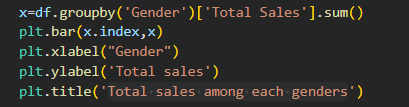 x=df.groupby('Gender')['Total Sales'].sum()
plt.bar(x.index,x)
plt.xlabel("Gender")
plt.ylabel('Total sales')
plt.title('Total sales among each genders')